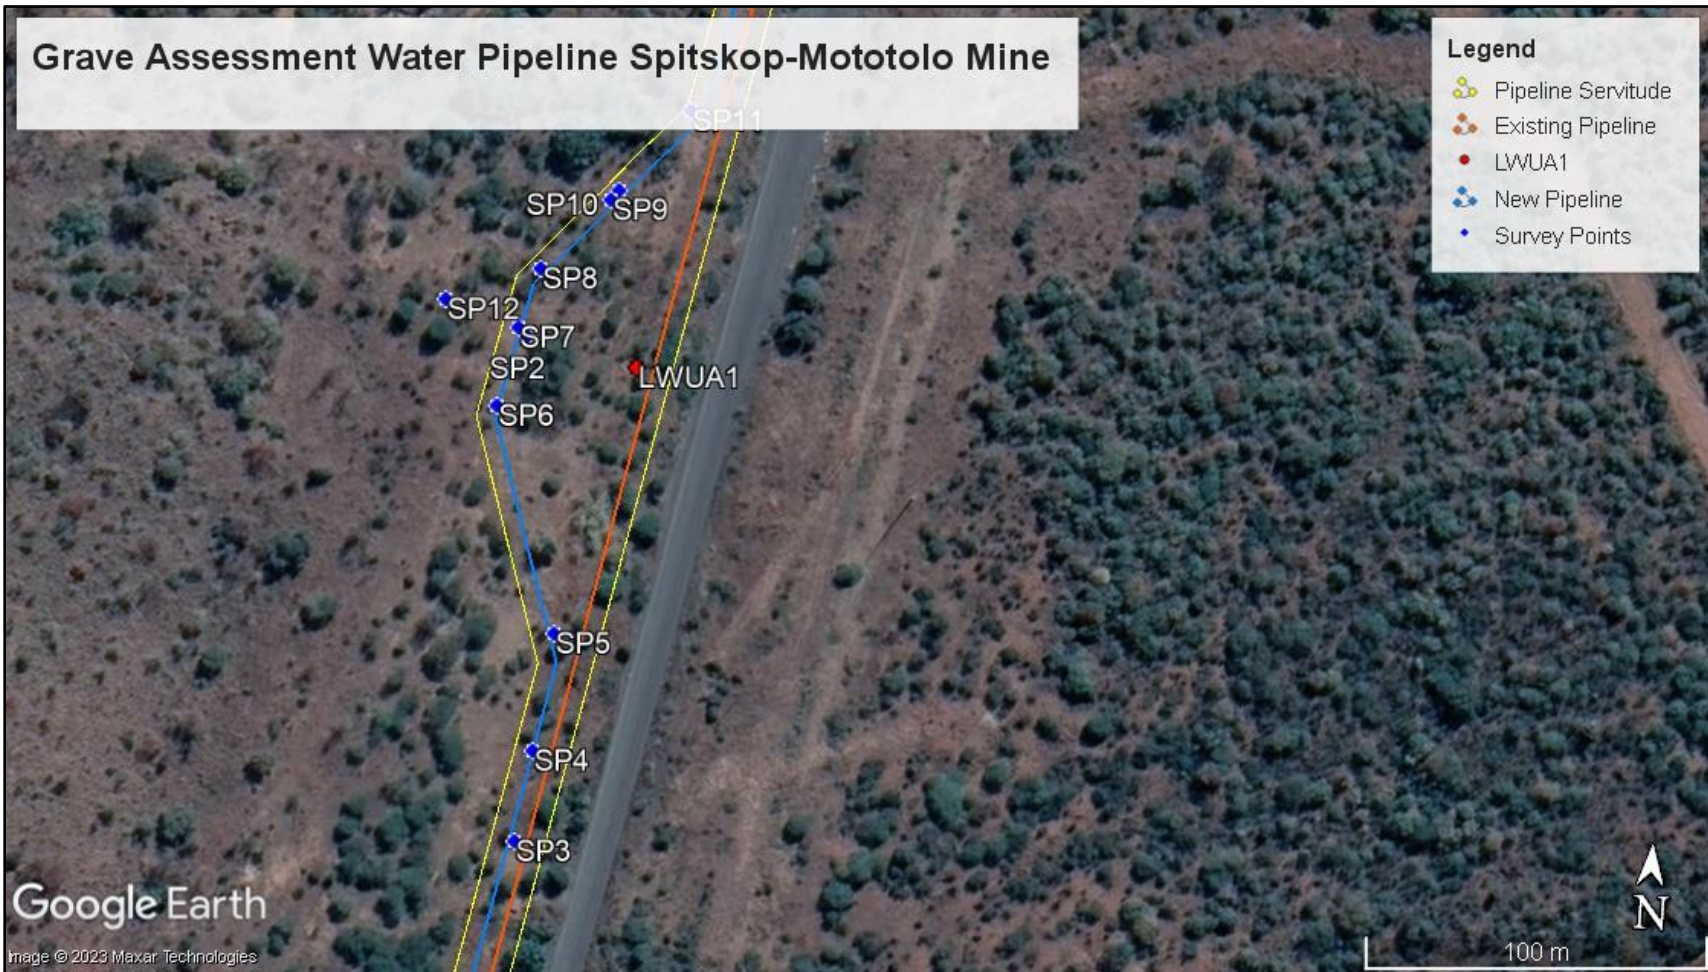 Grave Assessment Water Pipeline Spitskop-Mototolo Mine
Legend
Pipeline Servitude
Existing Pipeline
LWUA1
New Pipeline
Survey Points
SP11
SP10
SP9
SP8
SP12
SP7
SP2
LWUA1
SP6
SP5
SP4
SP3
N
Google Earth
Image © 2023 Maxar Technologies
100 m